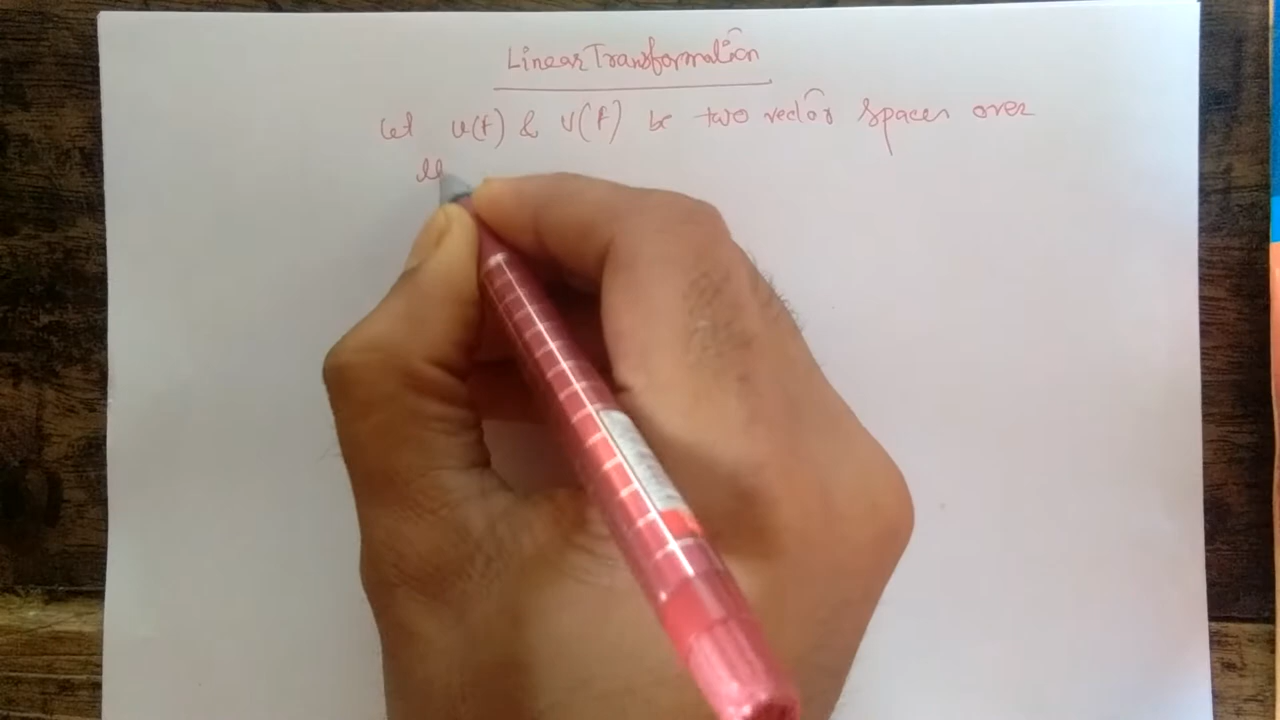 Linear Transformation
Let U(F) & V(F) be two vector spaces over